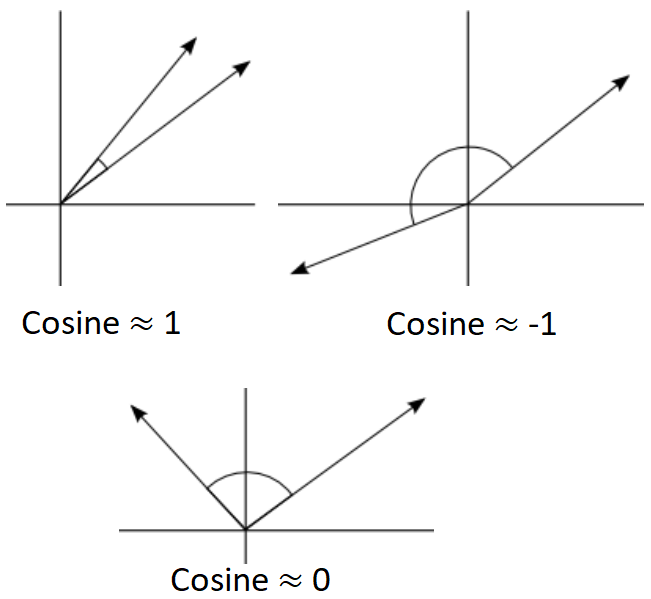 Cosine ≈ 1
Cosine ≈ -1
Cosine ≈ 0